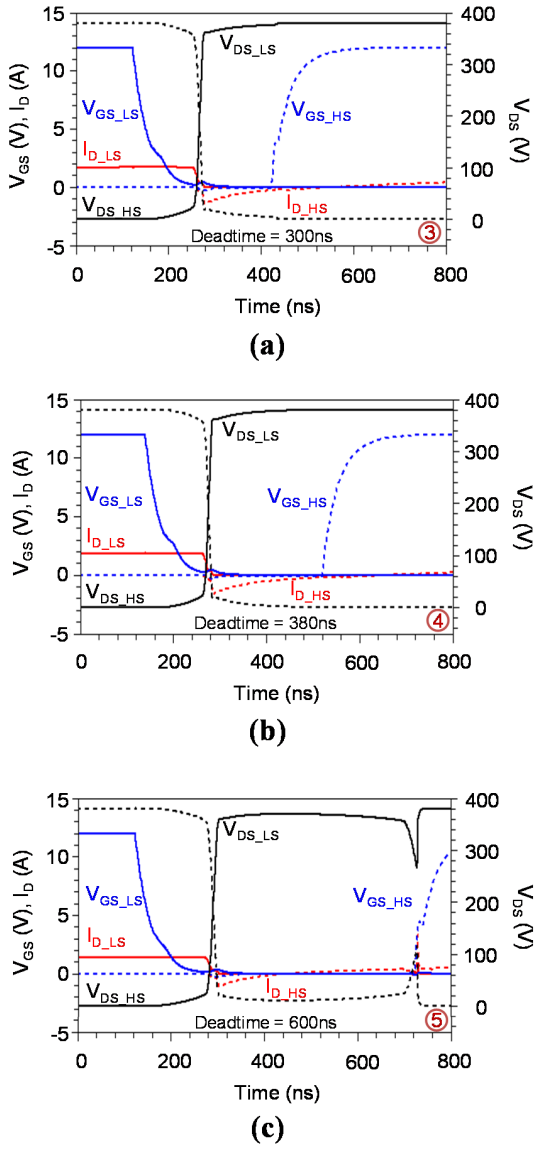 15
10
5
0
-5
V_GS (V), I_D (A)
400
300
200
100
0
V_DS (V)
V_DS_LS
V_GS_LS
V_GS_HS
I_D_LS
V_DS_HS
I_D_HS
Deadtime = 300ns
③
0 200 400 600 800
Time (ns)
(a)
15
10
5
0
-5
V_GS (V), I_D (A)
400
300
200
100
0
V_DS (V)
V_DS_LS
V_GS_LS
V_GS_HS
I_D_LS
V_DS_HS
I_D_HS
Deadtime = 380ns
④
0 200 400 600 800
Time (ns)
(b)
15
10
5
0
-5
V_GS (V), I_D (A)
400
300
200
100
0
V_DS (V)
V_DS_LS
V_GS_LS
V_GS_HS
I_D_LS
V_DS_HS
I_D_HS
Deadtime = 600ns
⑤
0 200 400 600 800
Time (ns)
(c)